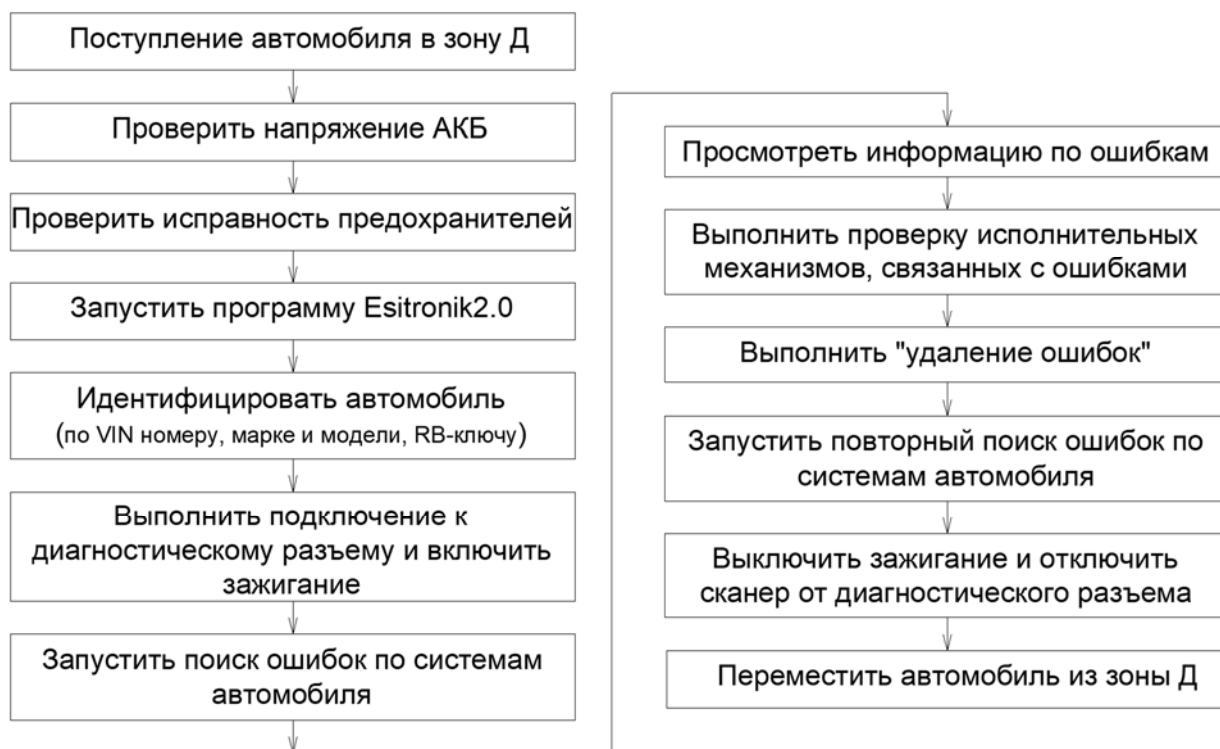 Поступление автомобиля в зону Д
Проверить напряжение АКБ
Проверить исправность предохранителей
Запустить программу Esitronik2.0
Идентифицировать автомобиль
(по VIN номеру, марке и модели, RB-ключу)
Выполнить подключение к
диагностическому разъему и включить
зажигание
Запустить поиск ошибок по системам
автомобиля
Просмотреть информацию по ошибкам
Выполнить проверку исполнительных
механизмов, связанных с ошибками
Выполнить "удаление ошибок"
Запустить повторный поиск ошибок по
системам автомобиля
Выключить зажигание и отключить
сканер от диагностического разъема
Переместить автомобиль из зоны Д